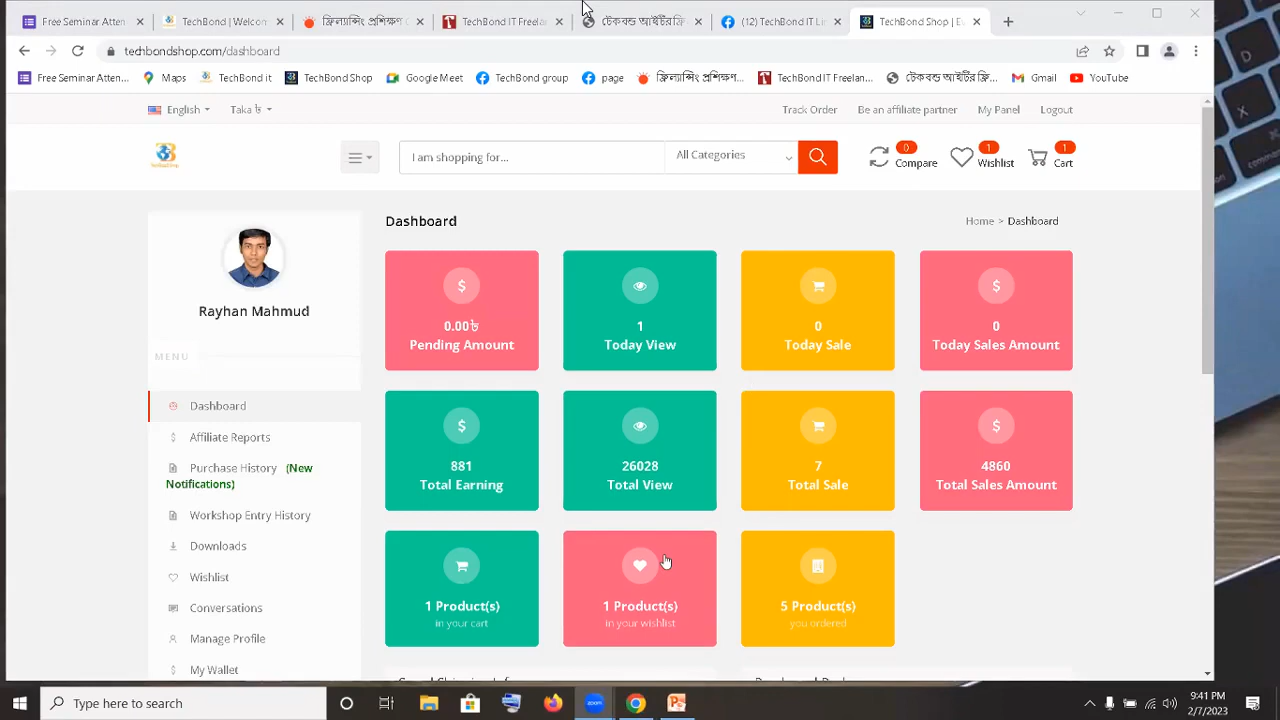 Free Seminar Atten
TechBond | Welcon
ফ্রিল্যান্সিং প্রশিক্ষণ C
TechBond IT Freela
টেকবন্ড আইটির ফ্রি
(12) TechBond IT Li
TechBond Shop | E
techbondshop.com/dashboard
Free Seminar Atten...
Maps
TechBond it
TechBond Shop
Google Meet
TechBond group
page
ফ্রিল্যান্সিং প্রশিক্ষণ...
TechBond IT Freelan...
টেকবন্ড আইটির ফ্রি...
Gmail
YouTube
English
Taka ৳
Track Order
Be an affiliate partner
My Panel
Logout
I am shopping for...
All Categories
0
Compare
1
Wishlist
1
Cart
Rayhan Mahmud
MENU
Dashboard
Affiliate Reports
Purchase History (New
Notifications)
Workshop Entry History
Downloads
Wishlist
Conversations
Manage Profile
My Wallet
Dashboard
Home > Dashboard
$
0.00৳
Pending Amount
1
Today View
0
Today Sale
$
0
Today Sales Amount
$
881
Total Earning
26028
Total View
7
Total Sale
$
4860
Total Sales Amount
1 Product(s)
in your cart
1 Product(s)
in your wishlist
5 Product(s)
you ordered
Type here to search
9:41 PM
2/7/2023